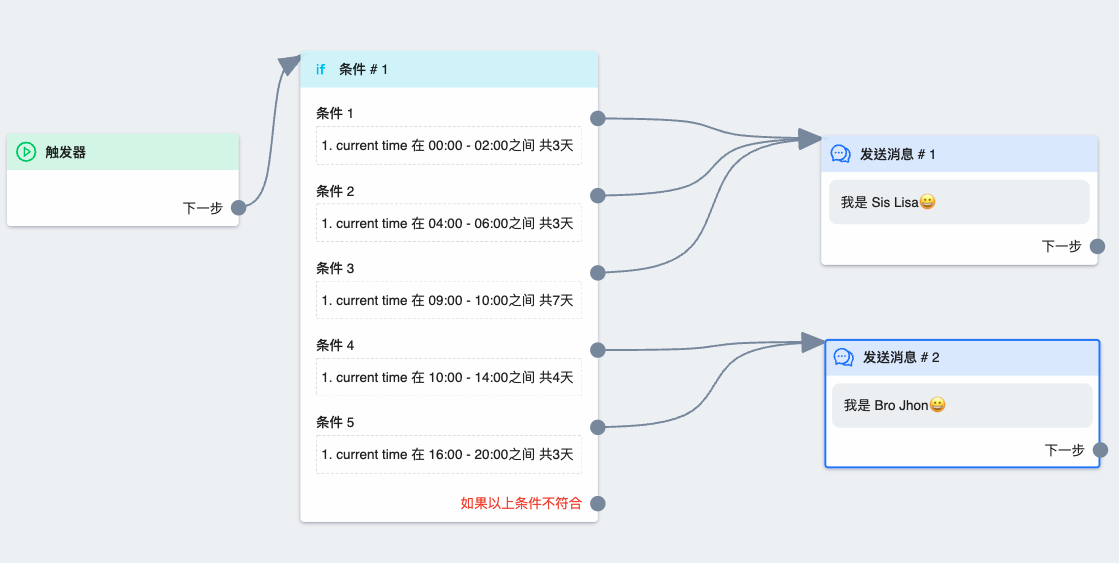 触发器
下一步
if 条件 # 1
条件 1
1. current time 在 00:00 - 02:00之间 共3天
条件 2
1. current time 在 04:00 - 06:00之间 共3天
条件 3
1. current time 在 09:00 - 10:00之间 共7天
条件 4
1. current time 在 10:00 - 14:00之间 共4天
条件 5
1. current time 在 16:00 - 20:00之间 共3天
如果以上条件不符合
发送消息 # 1
我是 Sis Lisa😀
下一步
发送消息 # 2
我是 Bro Jhon😀
下一步